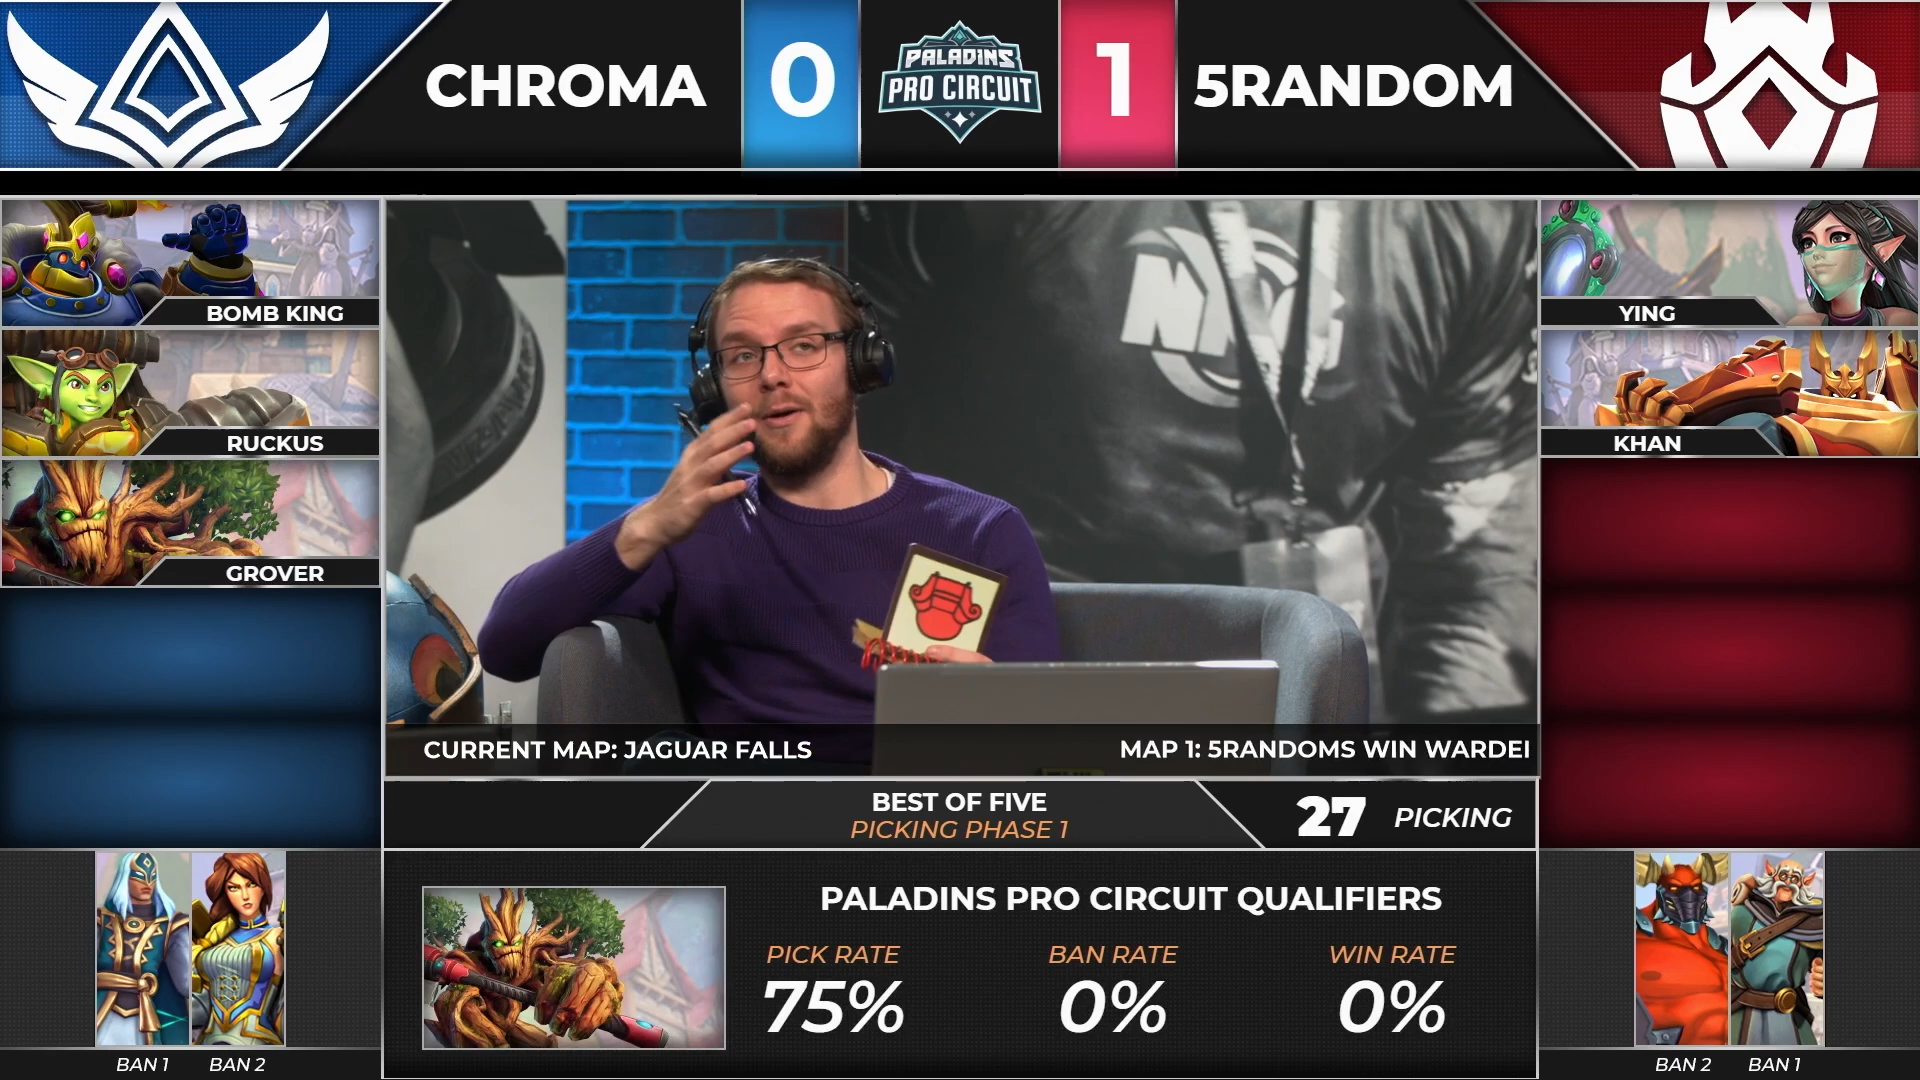 CHROMA
0
PALADINS
PRO CIRCUIT
1
5RANDOM
BOMB KING
RUCKUS
GROVER
YING
KHAN
CURRENT MAP: JAGUAR FALLS
MAP 1: 5RANDOMS WIN WARDE
BEST OF FIVE
PICKING PHASE 1
27 PICKING
PALADINS PRO CIRCUIT QUALIFIERS
PICK RATE
75%
BAN RATE
0%
WIN RATE
0%
BAN 1
BAN 2
BAN 2
BAN 1